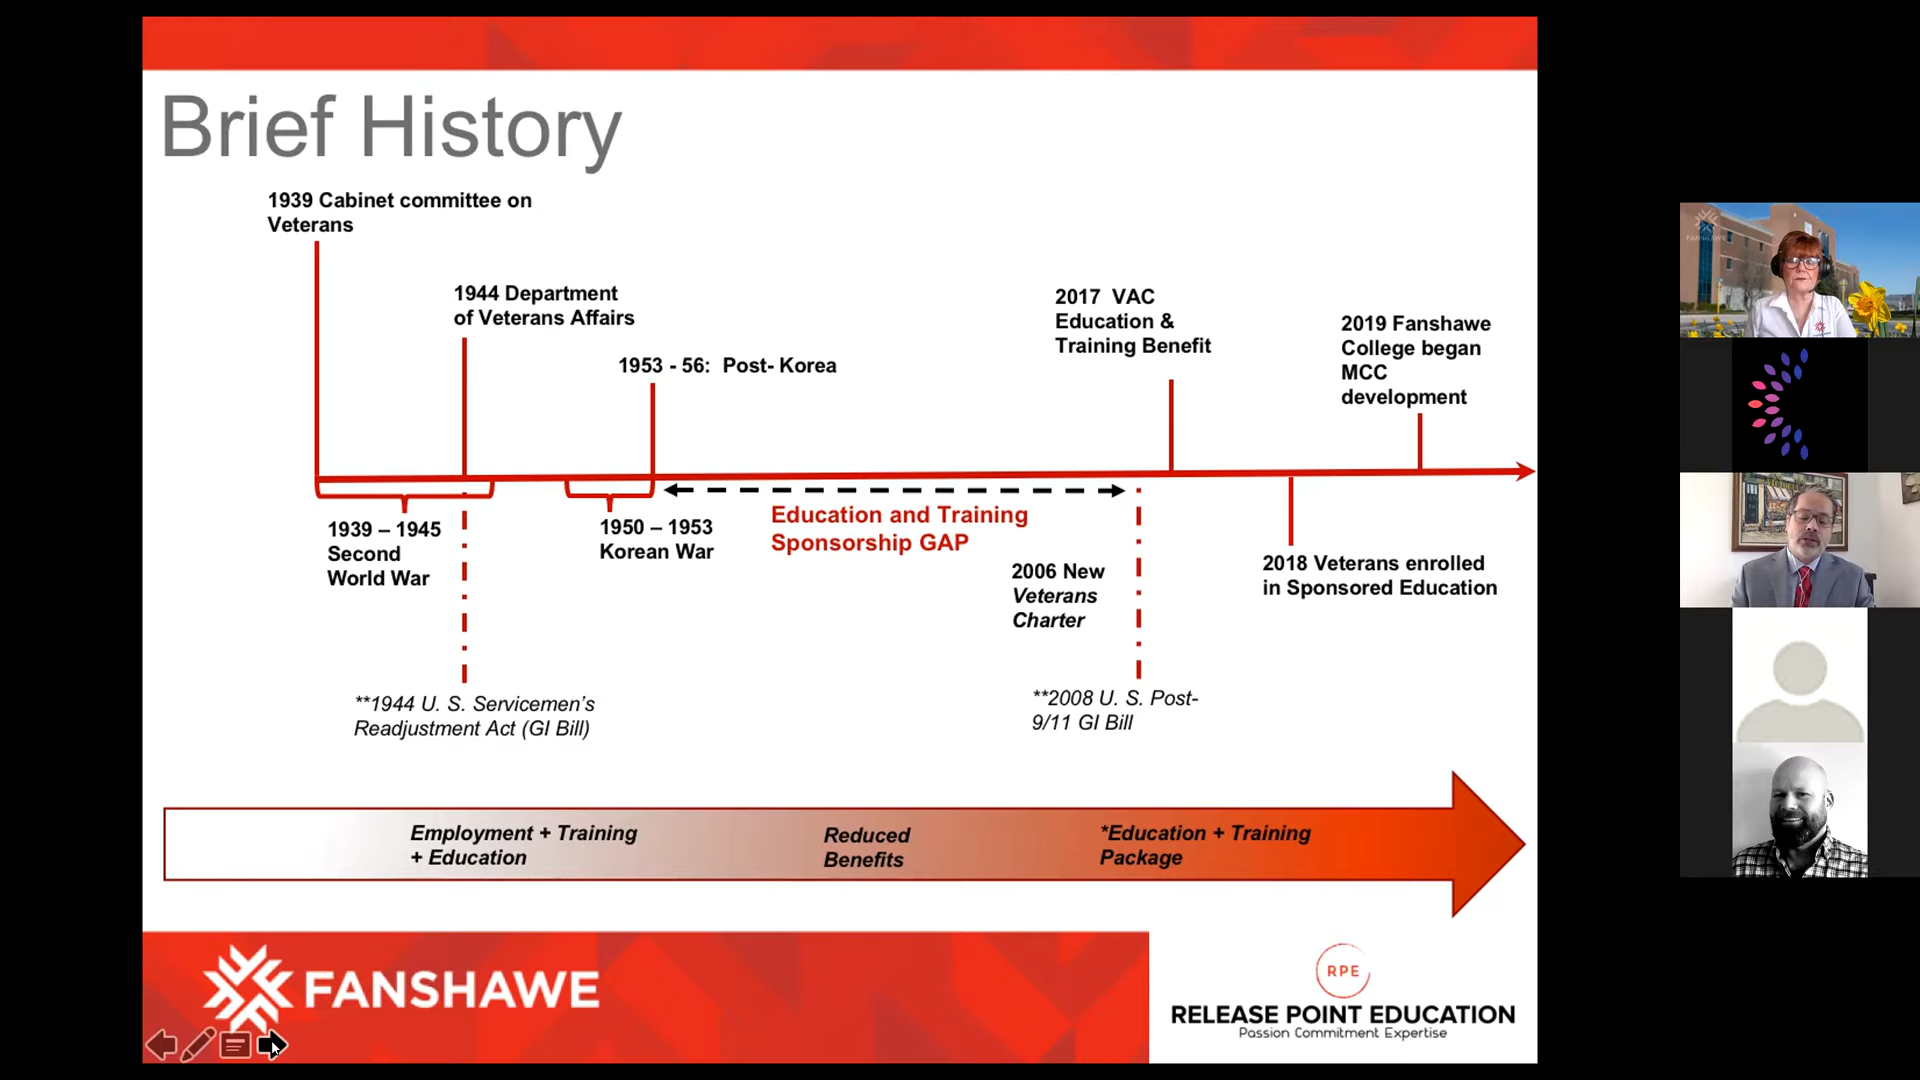 Brief History
1939 Cabinet committee on
Veterans
1944 Department
of Veterans Affairs
1953 - 56: Post- Korea
2017 VAC
Education &
Training Benefit
2019 Fanshawe
College began
MCC
development
1939 – 1945
Second
World War
1950 – 1953
Korean War
Education and Training
Sponsorship GAP
2006 New
Veterans
Charter
2018 Veterans enrolled
in Sponsored Education
**1944 U. S. Servicemen's
Readjustment Act (GI Bill)
**2008 U. S. Post-
9/11 GI Bill
Employment + Training
+ Education
Reduced
Benefits
*Education + Training
Package
FANSHAWE
RPE
RELEASE POINT EDUCATION
Passion Commitment Expertise
FANSHAWE